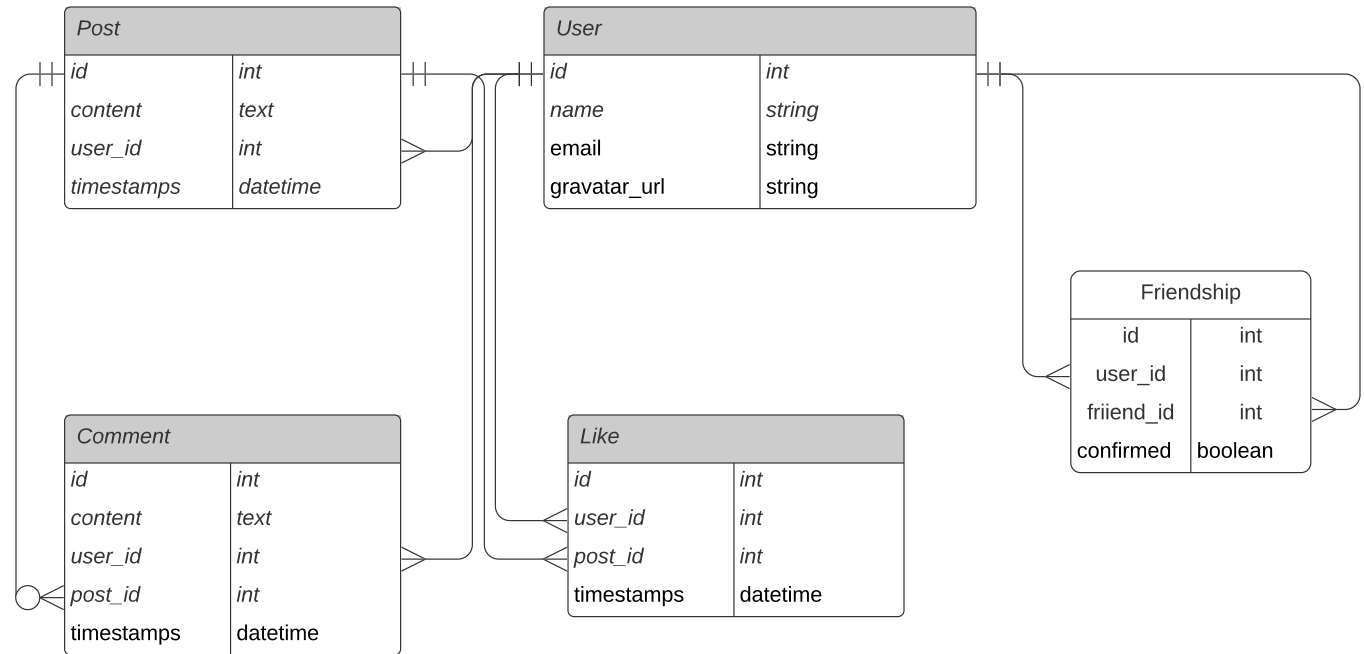 Post
id int
content text
user_id int
timestamps datetime
User
id int
name string
email string
gravatar_url string
Friendship
id int
user_id int
friiend_id int
confirmed boolean
Comment
id int
content text
user_id int
post_id int
timestamps datetime
Like
id int
user_id int
post_id int
timestamps datetime